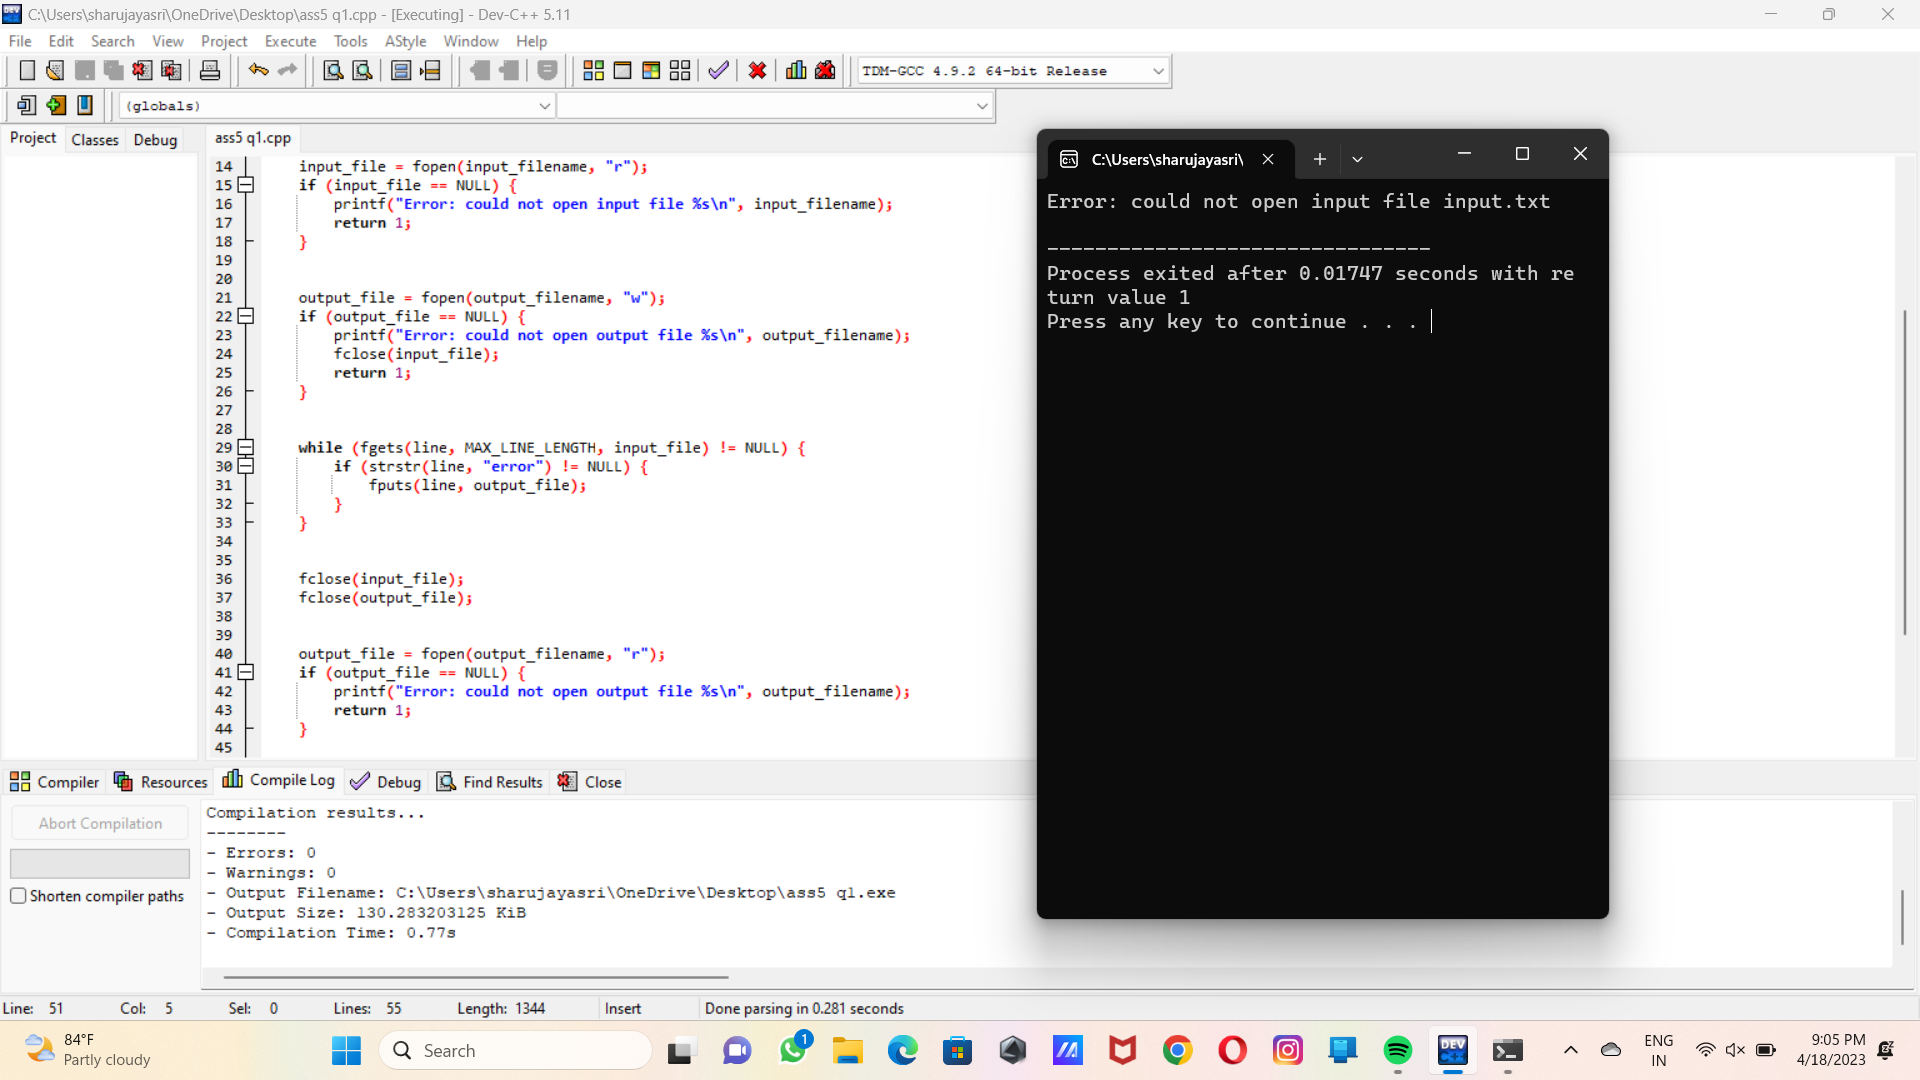 C:\Users\sharujayasri\OneDrive\Desktop\ass5 q1.cpp - [Executing] - Dev-C++ 5.11
File Edit Search View Project Execute Tools AStyle Window Help
TDM-GCC 4.9.2 64-bit Release
(globals)
Project Classes Debug ass5 q1.cpp
14 input_file = fopen(input_filename, "r");
15 if (input_file == NULL) {
16 printf("Error: could not open input file %s\n", input_filename);
17 return 1;
18 }
19
20
21 output_file = fopen(output_filename, "w");
22 if (output_file == NULL) {
23 printf("Error: could not open output file %s\n", output_filename);
24 fclose(input_file);
25 return 1;
26 }
27
28
29 while (fgets(line, MAX_LINE_LENGTH, input_file) != NULL) {
30 if (strstr(line, "error") != NULL) {
31 fputs(line, output_file);
32 }
33 }
34
35
36 fclose(input_file);
37 fclose(output_file);
38
39
40 output_file = fopen(output_filename, "r");
41 if (output_file == NULL) {
42 printf("Error: could not open output file %s\n", output_filename);
43 return 1;
44 }
45
C:\Users\sharujayasri\
Error: could not open input file input.txt
--------------------------------
Process exited after 0.01747 seconds with re
turn value 1
Press any key to continue . . .
Compiler Resources Compile Log Debug Find Results Close
Abort Compilation
Shorten compiler paths
Compilation results...
--------
- Errors: 0
- Warnings: 0
- Output Filename: C:\Users\sharujayasri\OneDrive\Desktop\ass5 q1.exe
- Output Size: 130.283203125 KiB
- Compilation Time: 0.77s
Line: 51 Col: 5 Sel: 0 Lines: 55 Length: 1344 Insert Done parsing in 0.281 seconds
84°F
Partly cloudy
Search
1
DEV
C++
ENG
IN
9:05 PM
4/18/2023